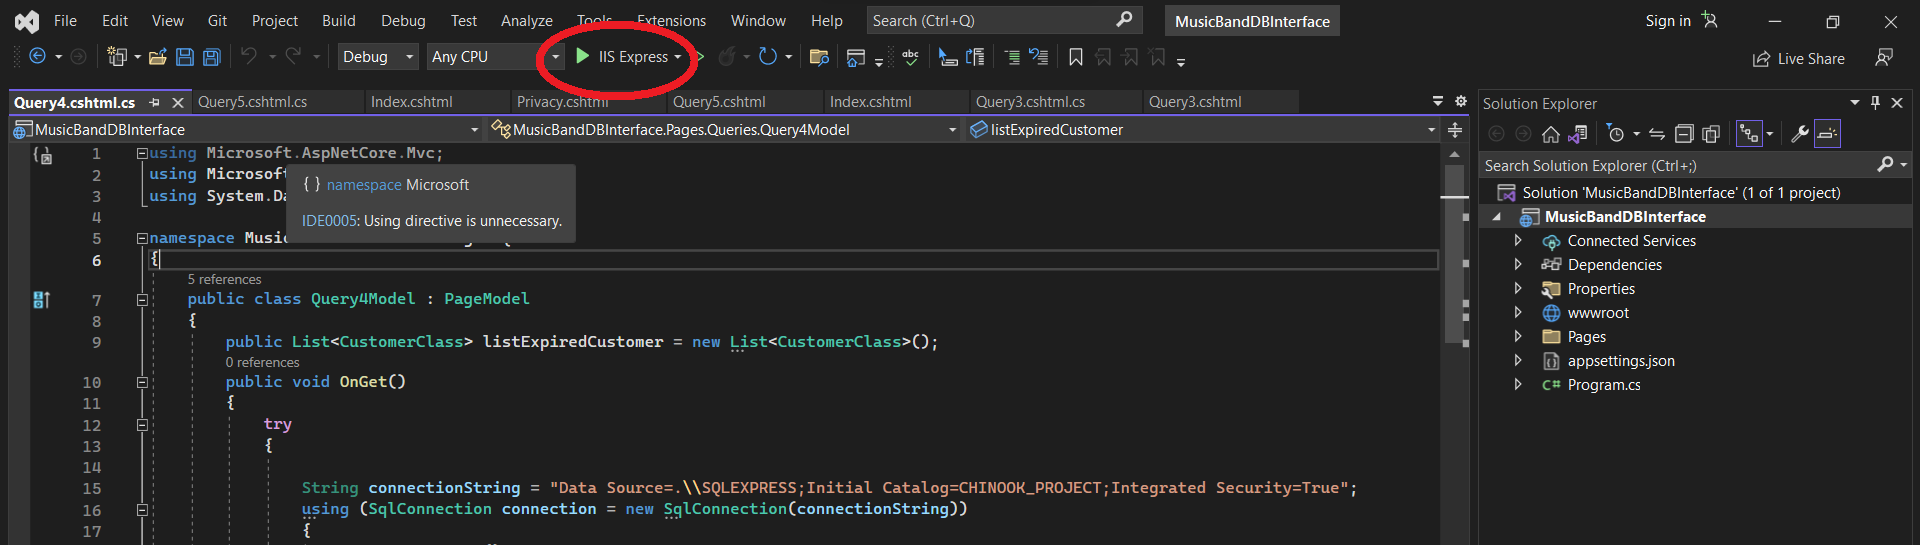 File Edit View Git Project Build Debug Test Analyze Tools Extensions Window Help Search (Ctrl+Q) MusicBandDBInterface Sign in
Debug Any CPU IIS Express abc Live Share
Query4.cshtml.cs Query5.cshtml.cs Index.cshtml Privacy.cshtml Query5.cshtml Index.cshtml Query3.cshtml.cs Query3.cshtml
MusicBandDBInterface MusicBandDBInterface.Pages.Queries.Query4Model listExpiredCustomer
1 using Microsoft.AspNetCore.Mvc;
2 using Microsoft
3 using System.Da
{ } namespace Microsoft
IDE0005: Using directive is unnecessary.
4
5 namespace Music
6 {
5 references
7 public class Query4Model : PageModel
8 {
9 public List<CustomerClass> listExpiredCustomer = new List<CustomerClass>();
0 references
10 public void OnGet()
11 {
12 try
13 {
14
15 String connectionString = "Data Source=.\\SQLEXPRESS;Initial Catalog=CHINOOK_PROJECT;Integrated Security=True";
16 using (SqlConnection connection = new SqlConnection(connectionString))
17 {
Solution Explorer
Search Solution Explorer (Ctrl+;)
Solution 'MusicBandDBInterface' (1 of 1 project)
MusicBandDBInterface
Connected Services
Dependencies
Properties
wwwroot
Pages
appsettings.json
C# Program.cs